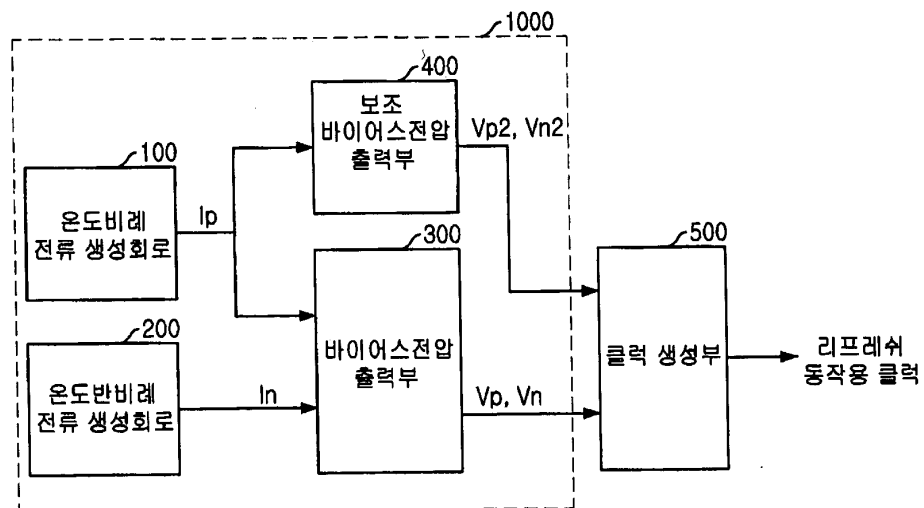 1000
400
보조
바이어스전압
출력부
Vp2, Vn2
100
온도비례
전류 생성회로
Ip
300
바이어스전압
출력부
500
클럭 생성부
리프레쉬
동작용 클럭
200
온도반비례
전류 생성회로
In
Vp, Vn